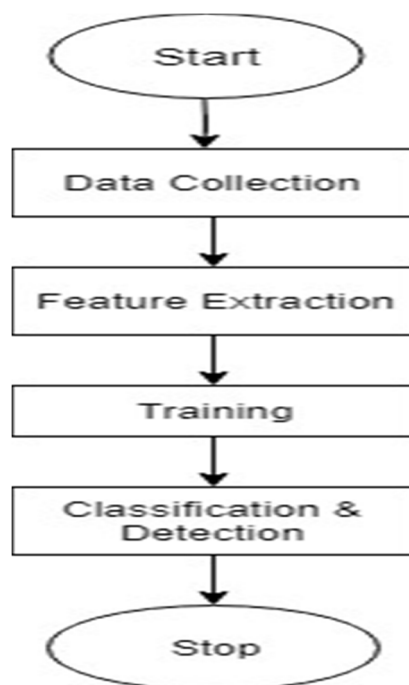 Start
Data Collection
Feature Extraction
Training
Classification &
Detection
Stop